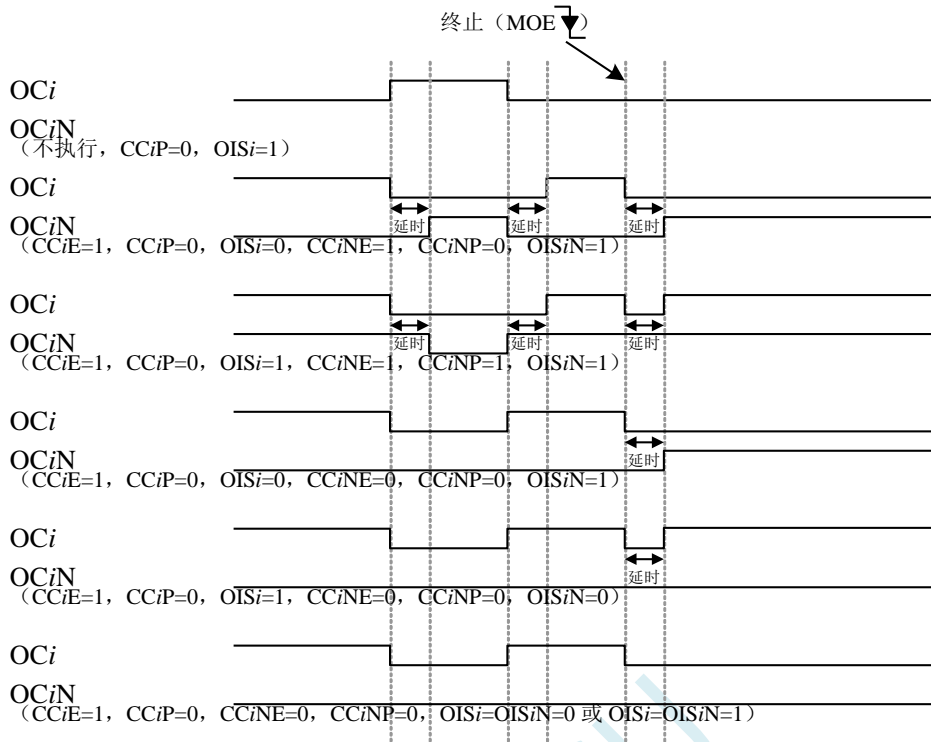 终止（MOE ）
OCi
OCiN
（不执行，CCiP=0，OISi=1）
OCi
延时 延时 延时
OCiN
（CCiE=1，CCiP=0，OISi=0，CCiNE=1，CCiNP=0，OISiN=1）
OCi
延时 延时 延时
OCiN
（CCiE=1，CCiP=0，OISi=1，CCiNE=1，CCiNP=1，OISiN=1）
OCi
延时
OCiN
（CCiE=1，CCiP=0，OISi=0，CCiNE=0，CCiNP=0，OISiN=1）
OCi
延时
OCiN
（CCiE=1，CCiP=0，OISi=1，CCiNE=0，CCiNP=0，OISiN=0）
OCi
OCiN
（CCiE=1，CCiP=0，CCiNE=0，CCiNP=0，OISi=OISiN=0 或 OISi=OISiN=1）